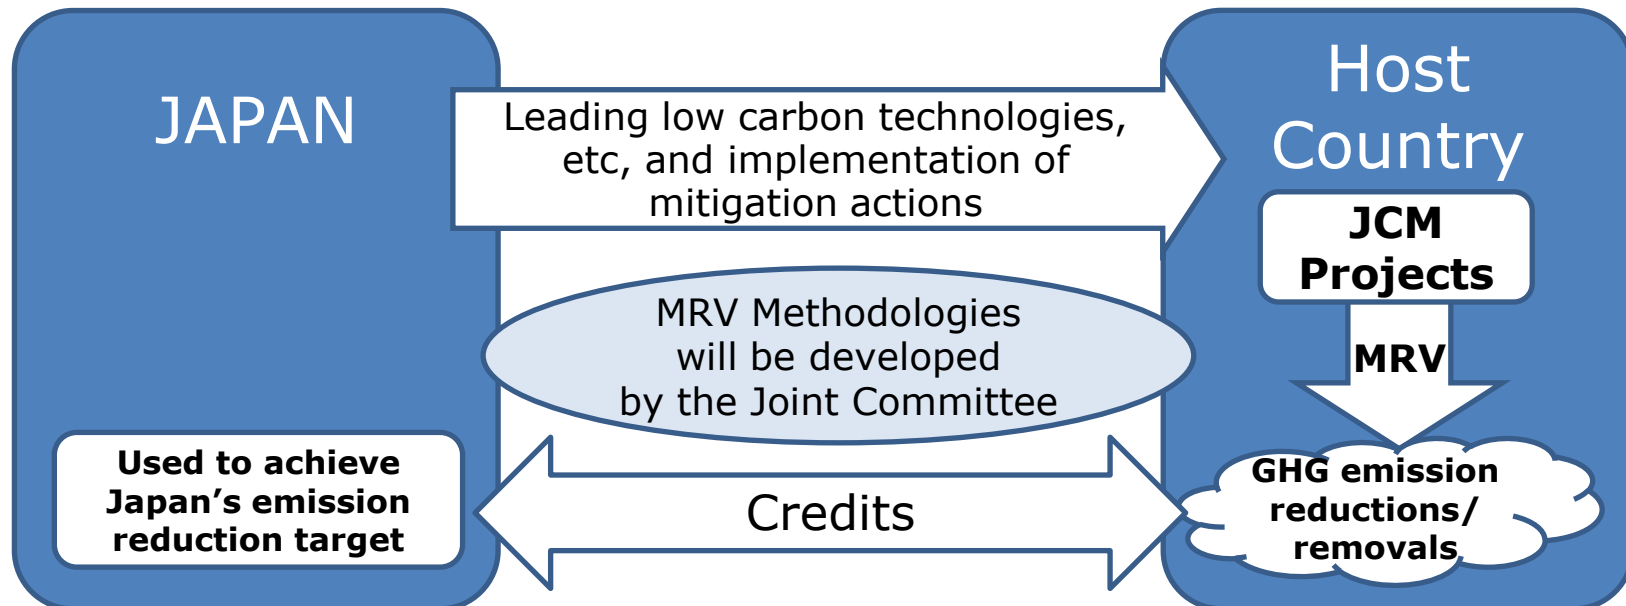 JAPAN
Leading low carbon technologies,
etc, and implementation of
mitigation actions
Host
Country
JCM
Projects
MRV Methodologies
will be developed
by the Joint Committee
MRV
Used to achieve
Japan’s emission
reduction target
Credits
GHG emission
reductions/
removals